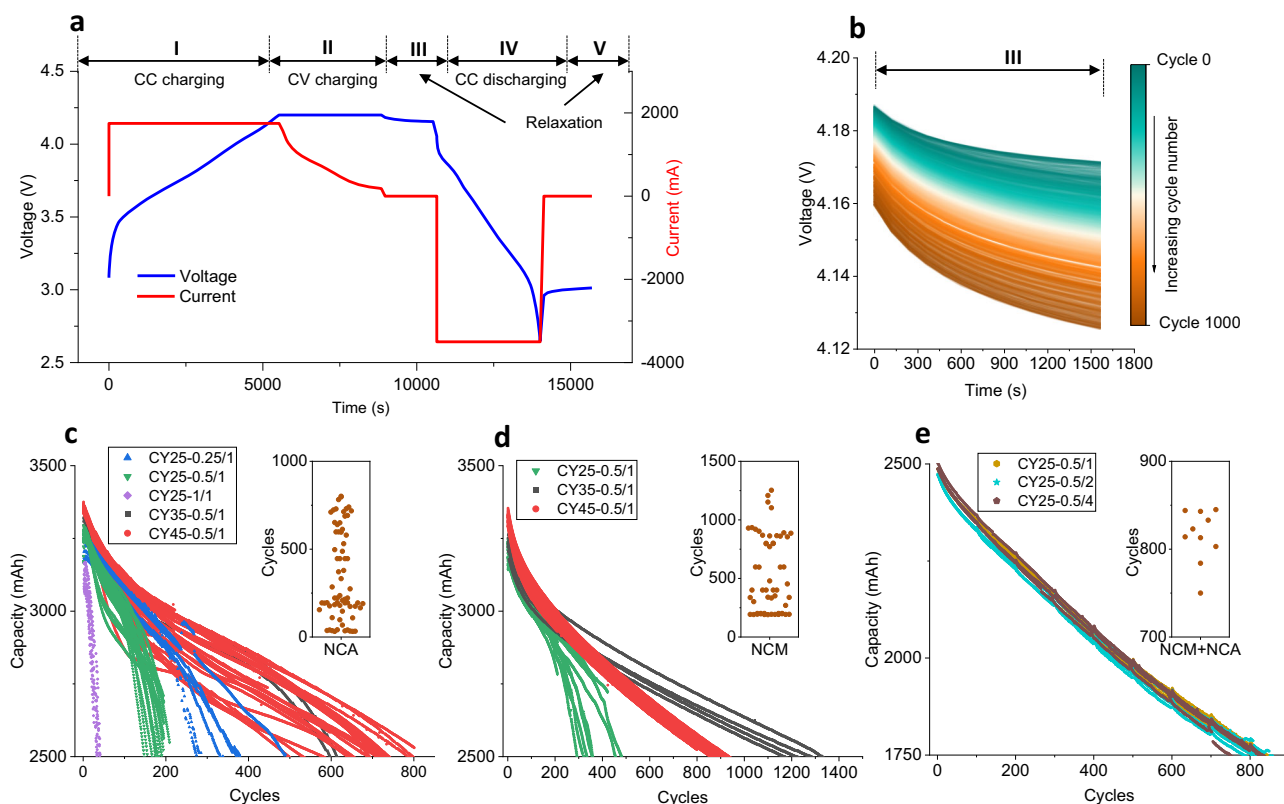 a
I
II
III
IV
V
CC charging
CV charging
CC discharging
Relaxation
4.5
4.0
3.5
3.0
2.5
Voltage (V)
2000
0
-2000
-4000
Current (mA)
Voltage
Current
0
5000
10000
15000
Time (s)
b
III
4.20
4.18
4.16
4.14
4.12
Voltage (V)
0
300
600
900
1200
1500
1800
Time (s)
Cycle 0
Increasing cycle number
Cycle 1000
c
3500
3000
2500
Capacity (mAh)
CY25-0.25/1
CY25-0.5/1
CY25-1/1
CY35-0.5/1
CY45-0.5/1
1000
500
0
Cycles
NCA
0
200
400
600
800
Cycles
d
3500
3000
2500
Capacity (mAh)
CY25-0.5/1
CY35-0.5/1
CY45-0.5/1
1500
1000
500
0
Cycles
NCM
0
200
400
600
800
1000
1200
1400
Cycles
e
2500
2000
1750
Capacity (mAh)
CY25-0.5/1
CY25-0.5/2
CY25-0.5/4
900
800
700
Cycles
NCM+NCA
0
200
400
600
800
Cycles